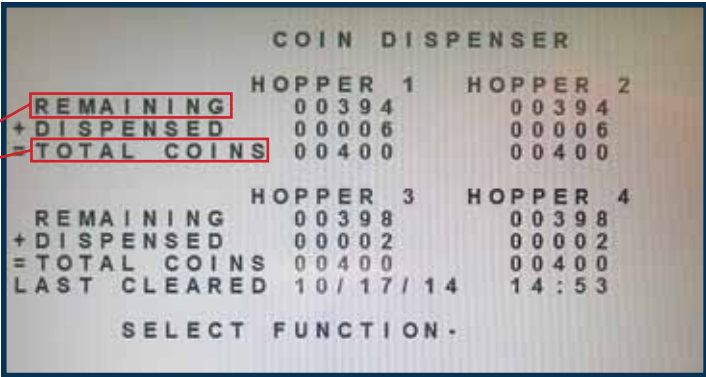 COIN DISPENSER
HOPPER 1 HOPPER 2
REMAINING 00394 00394
+DISPENSED 00006 00006
=TOTAL COINS 00400 00400
HOPPER 3 HOPPER 4
REMAINING 00398 00398
+DISPENSED 00002 00002
=TOTAL COINS 00400 00400
LAST CLEARED 10/17/14 14:53
SELECT FUNCTION-